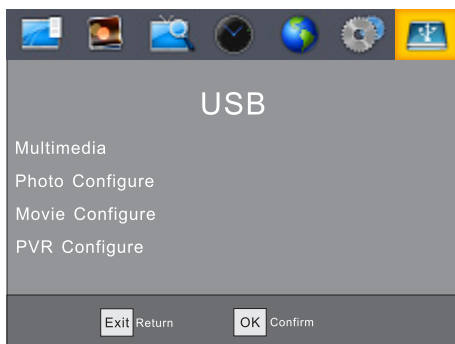 USB
Multimedia
Photo Configure
Movie Configure
PVR Configure
Exit Return OK Confirm